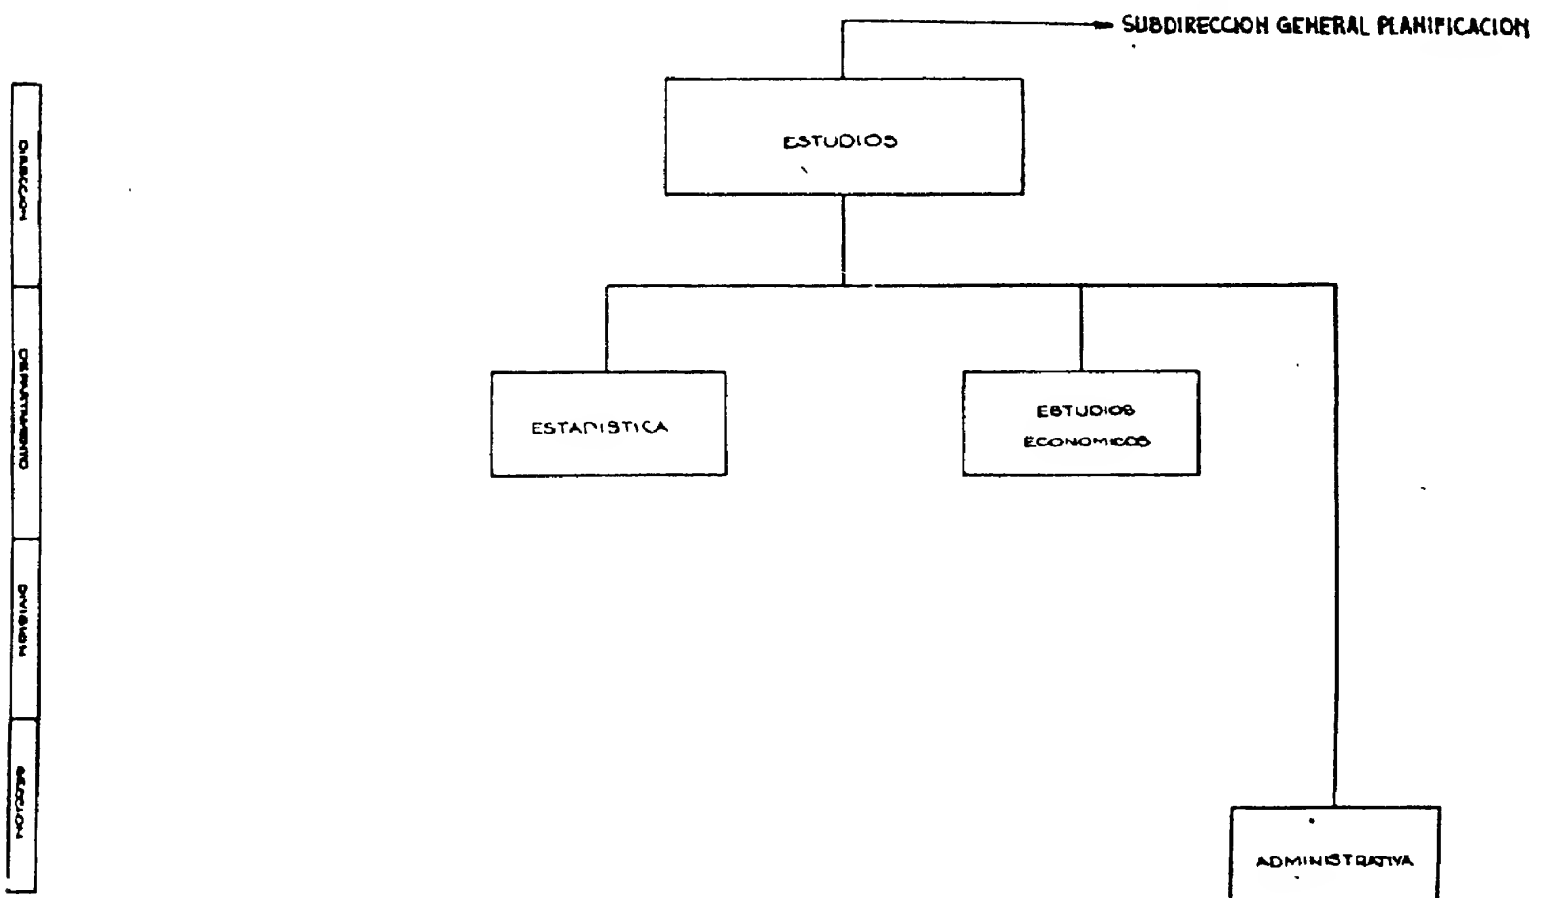 SUBDIRECCION GENERAL PLANIFICACION
ESTUDIOS
ESTADISTICA
ESTUDIOS
ECONOMICOS
ADMINISTRATIVA
DIRECCION
DEPARTAMENTO
DIVISION
SECCION